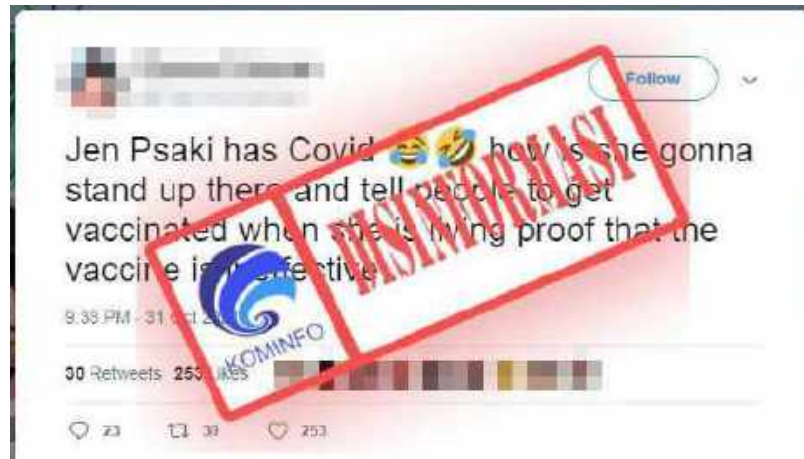 Follow
Jen Psaki has Covid 😂🤣 how is she gonna
stand up there and tell people to get
vaccinated when she is living proof that the
vaccine is
DISINFORMASI
KOMINFO
9:33 PM - 31 Oct
30 Retweets 253 Likes
23 30 253